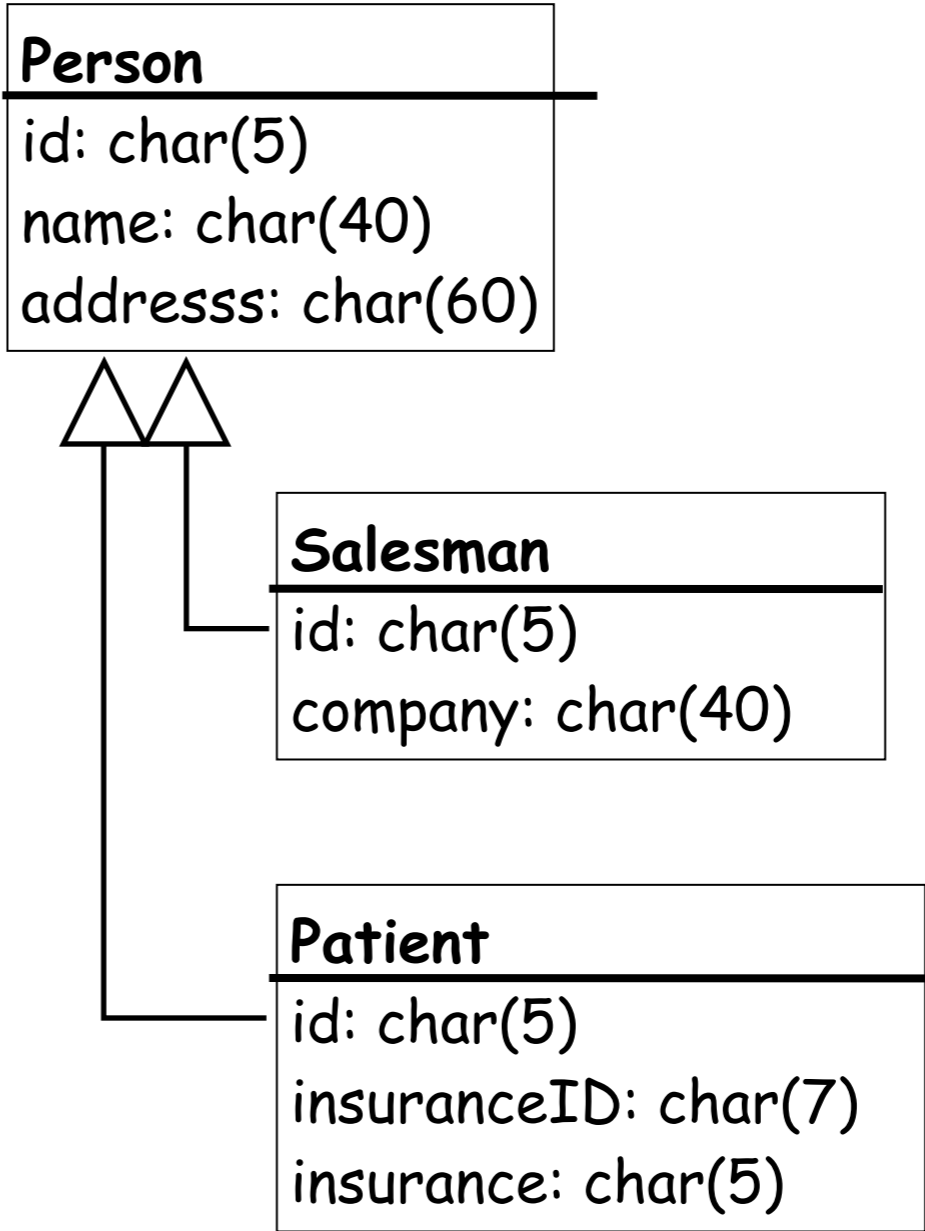 Person
id: char(5)
name: char(40)
addresss: char(60)
Salesman
id: char(5)
company: char(40)
Patient
id: char(5)
insuranceID: char(7)
insurance: char(5)